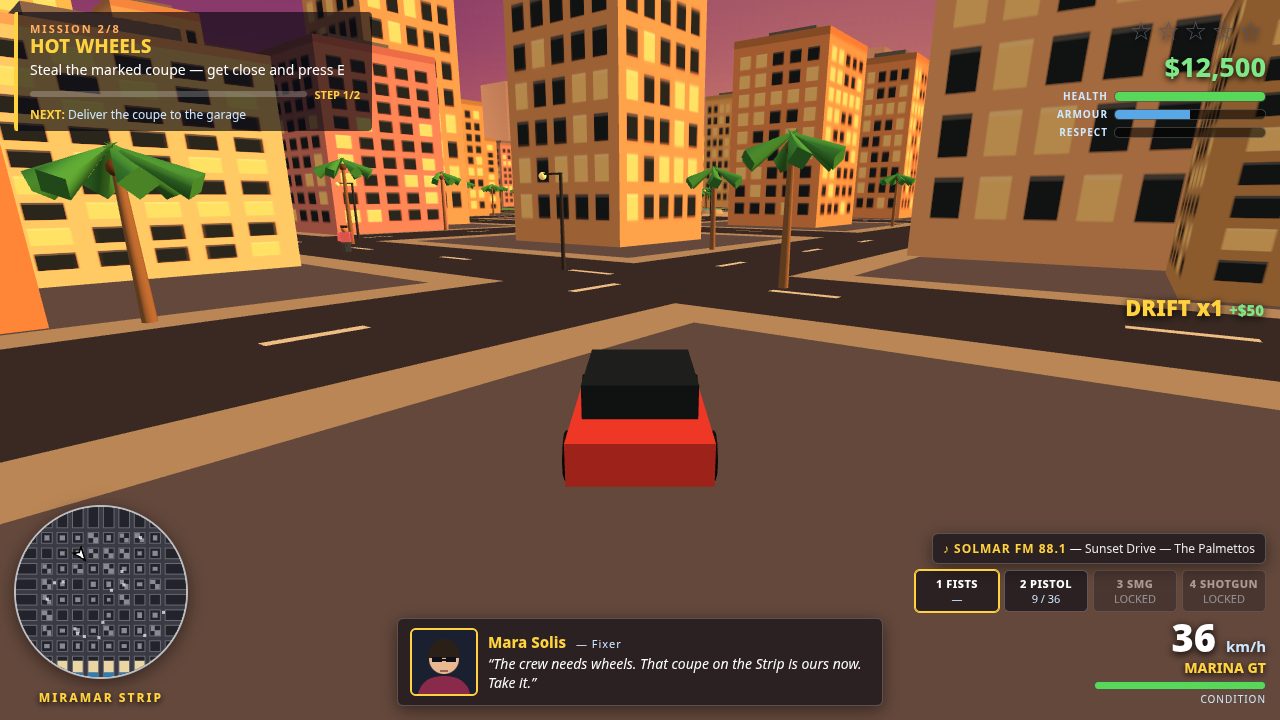 MISSION 2/8
HOT WHEELS
Steal the marked coupe — get close and press E
STEP 1/2
NEXT: Deliver the coupe to the garage
$12,500
HEALTH
ARMOUR
RESPECT
DRIFT x1 +$50
♪ SOLMAR FM 88.1 — Sunset Drive — The Palmettos
1 FISTS
—
2 PISTOL
9 / 36
3 SMG
LOCKED
4 SHOTGUN
LOCKED
36 km/h
MARINA GT
CONDITION
Mara Solis — Fixer
“The crew needs wheels. That coupe on the Strip is ours now.
Take it.”
MIRAMAR STRIP